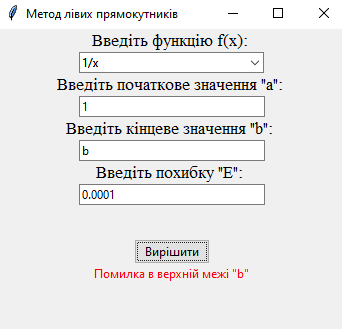 Метод лівих прямокутників
Введіть функцію f(x):
1/x
Введіть початкове значення "a":
1
Введіть кінцеве значення "b":
b
Введіть похибку "E":
0.0001
Вирішити
Помилка в верхній межі "b"